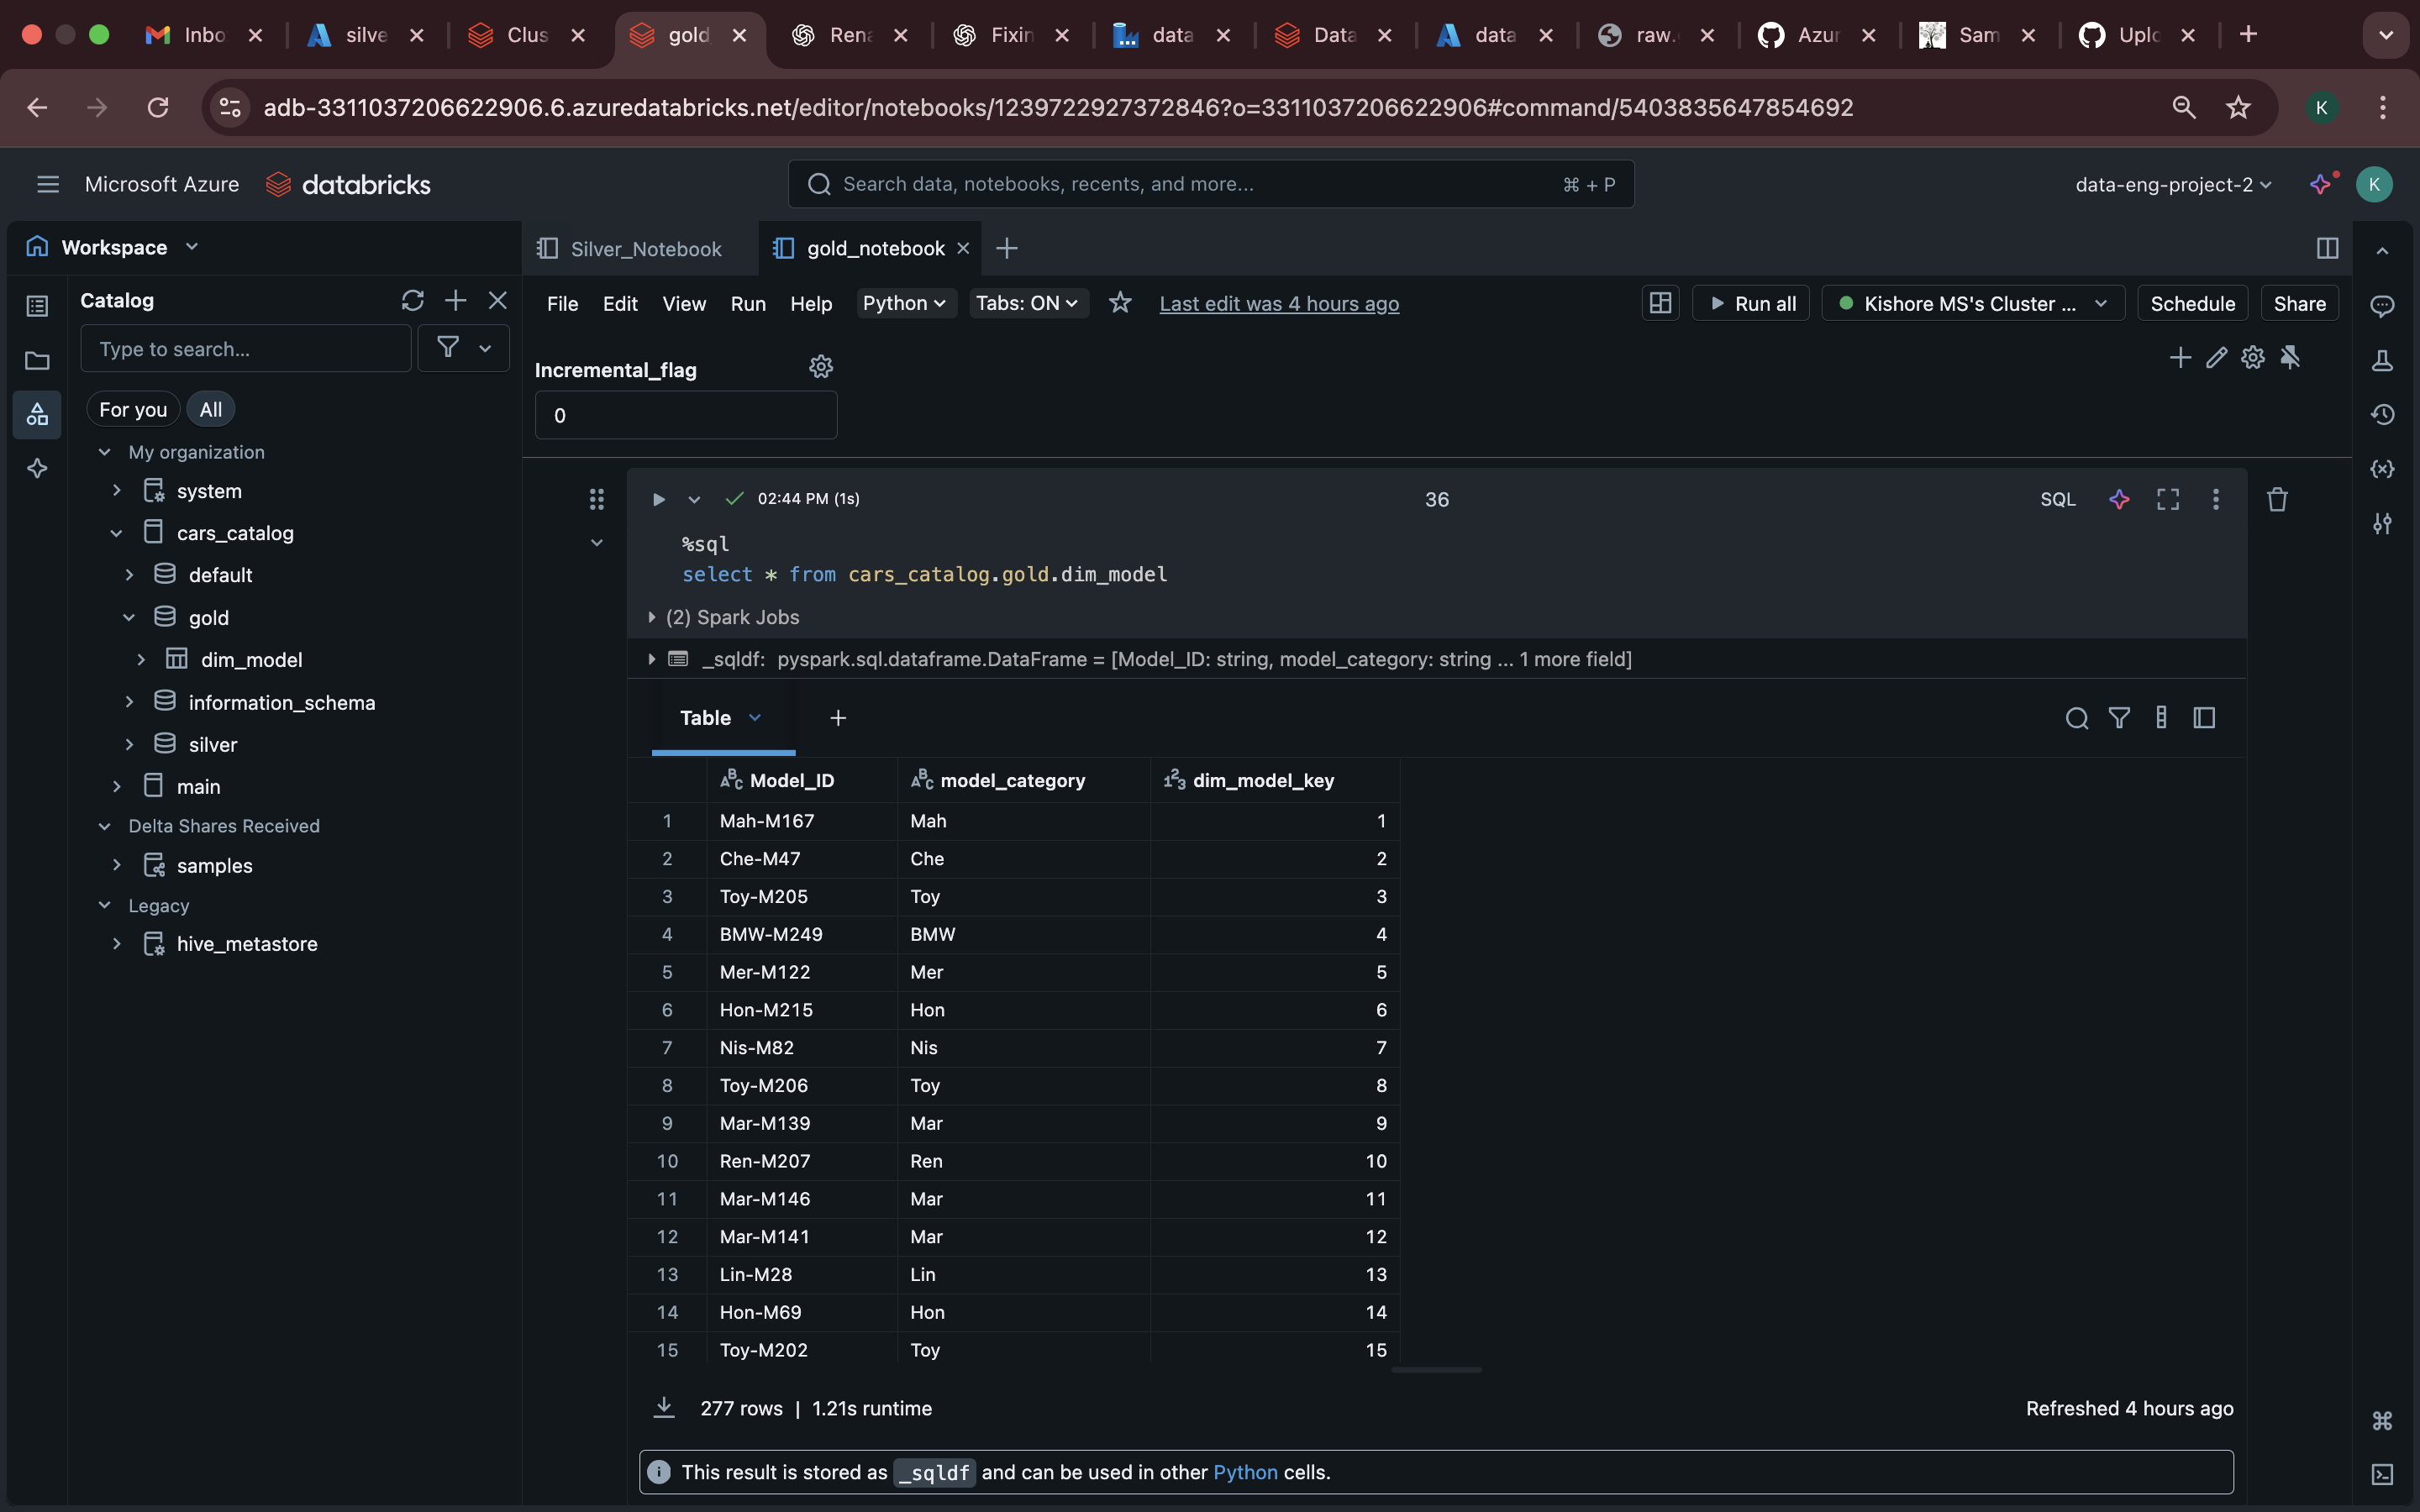 Inbo
silve
Clus
gold
Rena
Fixin
data
Data
data
raw.
Azur
Sam
Uplo
adb-3311037206622906.6.azuredatabricks.net/editor/notebooks/1239722927372846?o=3311037206622906#command/5403835647854692
K
Microsoft Azure
databricks
Search data, notebooks, recents, and more...
⌘ + P
data-eng-project-2
K
Workspace
Silver_Notebook
gold_notebook
Catalog
Type to search...
For you
All
My organization
system
cars_catalog
default
gold
dim_model
information_schema
silver
main
Delta Shares Received
samples
Legacy
hive_metastore
File Edit View Run Help Python Tabs: ON Last edit was 4 hours ago
Run all
Kishore MS's Cluster ...
Schedule
Share
Incremental_flag
0
02:44 PM (1s)
36
SQL
%sql
select * from cars_catalog.gold.dim_model
(2) Spark Jobs
_sqldf: pyspark.sql.dataframe.DataFrame = [Model_ID: string, model_category: string ... 1 more field]
Table
Model_ID model_category dim_model_key
1 Mah-M167 Mah 1
2 Che-M47 Che 2
3 Toy-M205 Toy 3
4 BMW-M249 BMW 4
5 Mer-M122 Mer 5
6 Hon-M215 Hon 6
7 Nis-M82 Nis 7
8 Toy-M206 Toy 8
9 Mar-M139 Mar 9
10 Ren-M207 Ren 10
11 Mar-M146 Mar 11
12 Mar-M141 Mar 12
13 Lin-M28 Lin 13
14 Hon-M69 Hon 14
15 Toy-M202 Toy 15
277 rows | 1.21s runtime
Refreshed 4 hours ago
This result is stored as _sqldf and can be used in other Python cells.